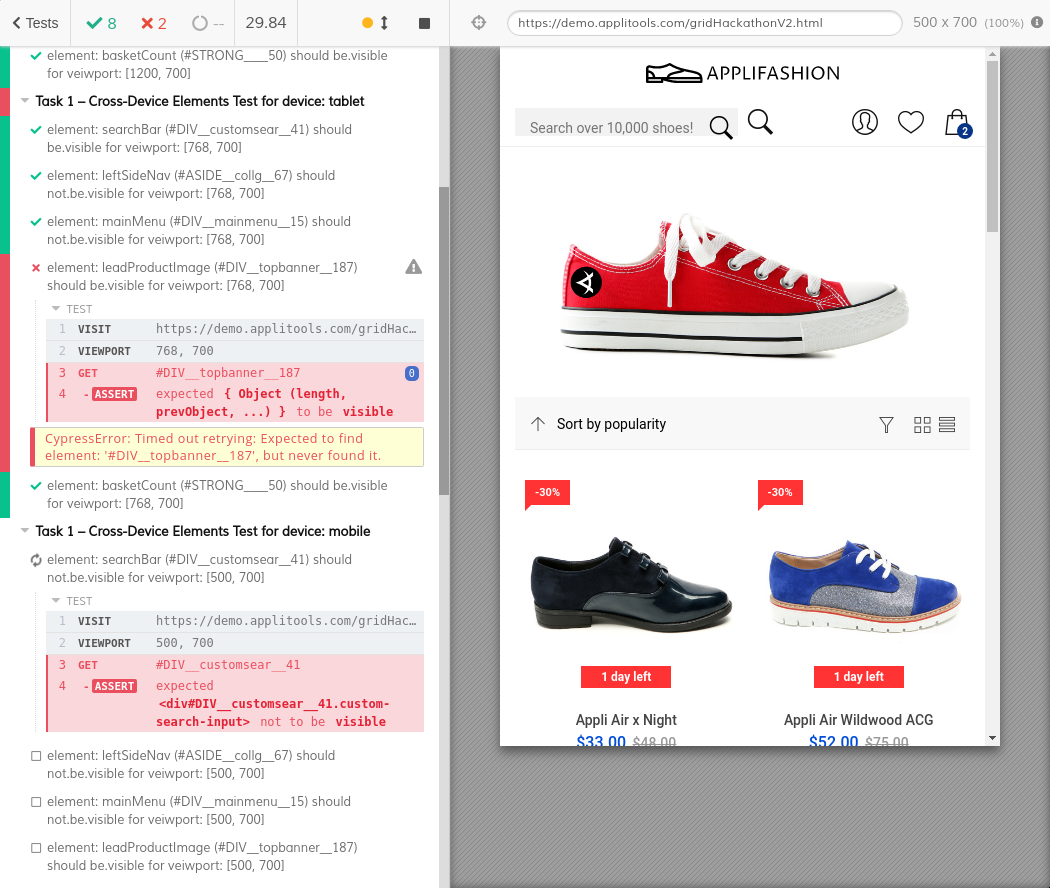 Tests
8
2
--
29.84
https://demo.applitools.com/gridHackathonV2.html
500 x 700 (100%)
element: basketCount (#STRONG____50) should be.visible
for veiwport: [1200, 700]
Task 1 – Cross-Device Elements Test for device: tablet
element: searchBar (#DIV__customsear__41) should
be.visible for veiwport: [768, 700]
element: leftSideNav (#ASIDE__collg__67) should
not.be.visible for veiwport: [768, 700]
element: mainMenu (#DIV__mainmenu__15) should
not.be.visible for veiwport: [768, 700]
element: leadProductImage (#DIV__topbanner__187)
should be.visible for veiwport: [768, 700]
TEST
1 VISIT https://demo.applitools.com/gridHac…
2 VIEWPORT 768, 700
3 GET #DIV__topbanner__187 0
4 -ASSERT expected { Object (length,
prevObject, ...) } to be visible
CypressError: Timed out retrying: Expected to find
element: '#DIV__topbanner__187', but never found it.
element: basketCount (#STRONG____50) should be.visible
for veiwport: [768, 700]
Task 1 – Cross-Device Elements Test for device: mobile
element: searchBar (#DIV__customsear__41) should
not.be.visible for veiwport: [500, 700]
TEST
1 VISIT https://demo.applitools.com/gridHac…
2 VIEWPORT 500, 700
3 GET #DIV__customsear__41
4 -ASSERT expected
<div#DIV__customsear__41.custom-
search-input> not to be visible
element: leftSideNav (#ASIDE__collg__67) should
not.be.visible for veiwport: [500, 700]
element: mainMenu (#DIV__mainmenu__15) should
not.be.visible for veiwport: [500, 700]
element: leadProductImage (#DIV__topbanner__187)
should be.visible for veiwport: [500, 700]
APPLIFASHION
Search over 10,000 shoes!
2
Sort by popularity
-30%
-30%
1 day left
1 day left
Appli Air x Night
Appli Air Wildwood ACG
$33.00 $48.00
$52.00 $75.00